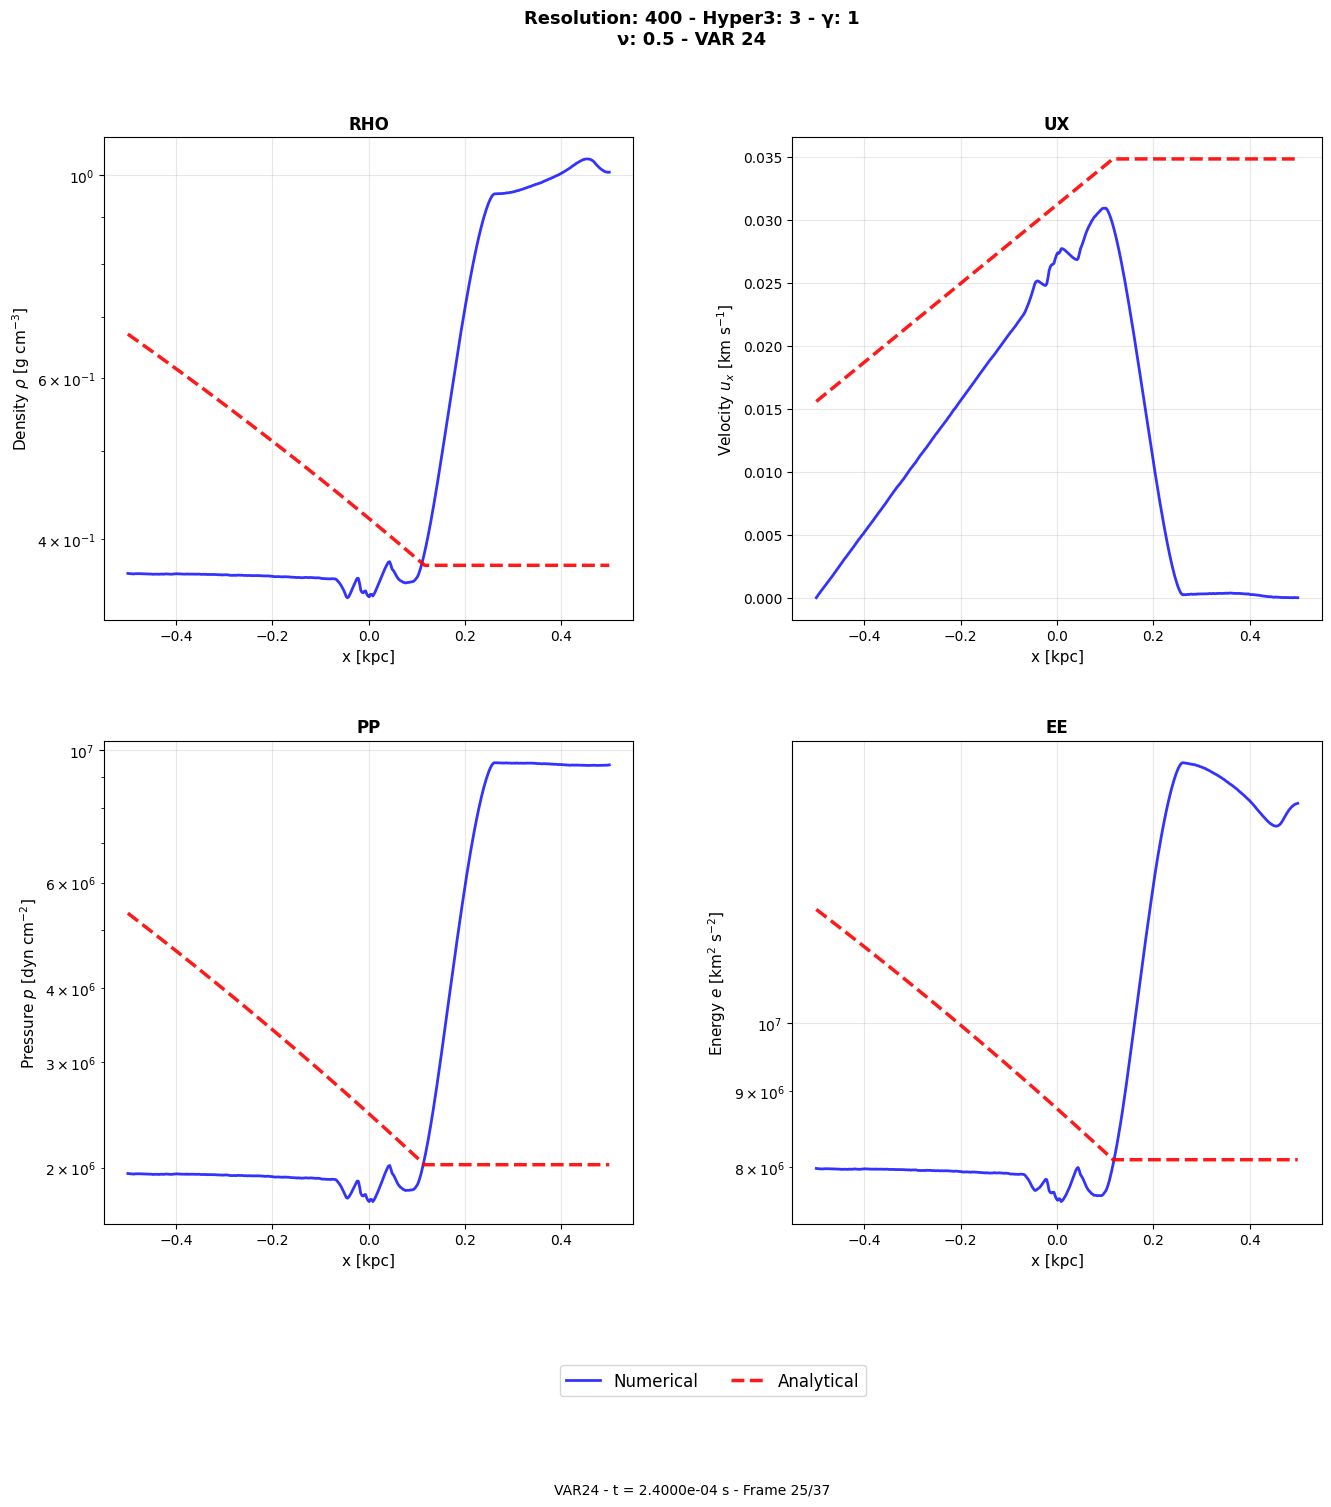 Resolution: 400 - Hyper3: 3 - γ: 1
ν: 0.5 - VAR 24
RHO
10⁰
6 × 10⁻¹
4 × 10⁻¹
Density ρ [g cm⁻³]
−0.4 −0.2 0.0 0.2 0.4
x [kpc]
UX
0.035
0.030
0.025
0.020
0.015
0.010
0.005
0.000
Velocity uₓ [km s⁻¹]
−0.4 −0.2 0.0 0.2 0.4
x [kpc]
PP
10⁷
6 × 10⁶
4 × 10⁶
3 × 10⁶
2 × 10⁶
Pressure p [dyn cm⁻²]
−0.4 −0.2 0.0 0.2 0.4
x [kpc]
EE
10⁷
9 × 10⁶
8 × 10⁶
Energy e [km² s⁻²]
−0.4 −0.2 0.0 0.2 0.4
x [kpc]
Numerical Analytical
VAR24 - t = 2.4000e-04 s - Frame 25/37